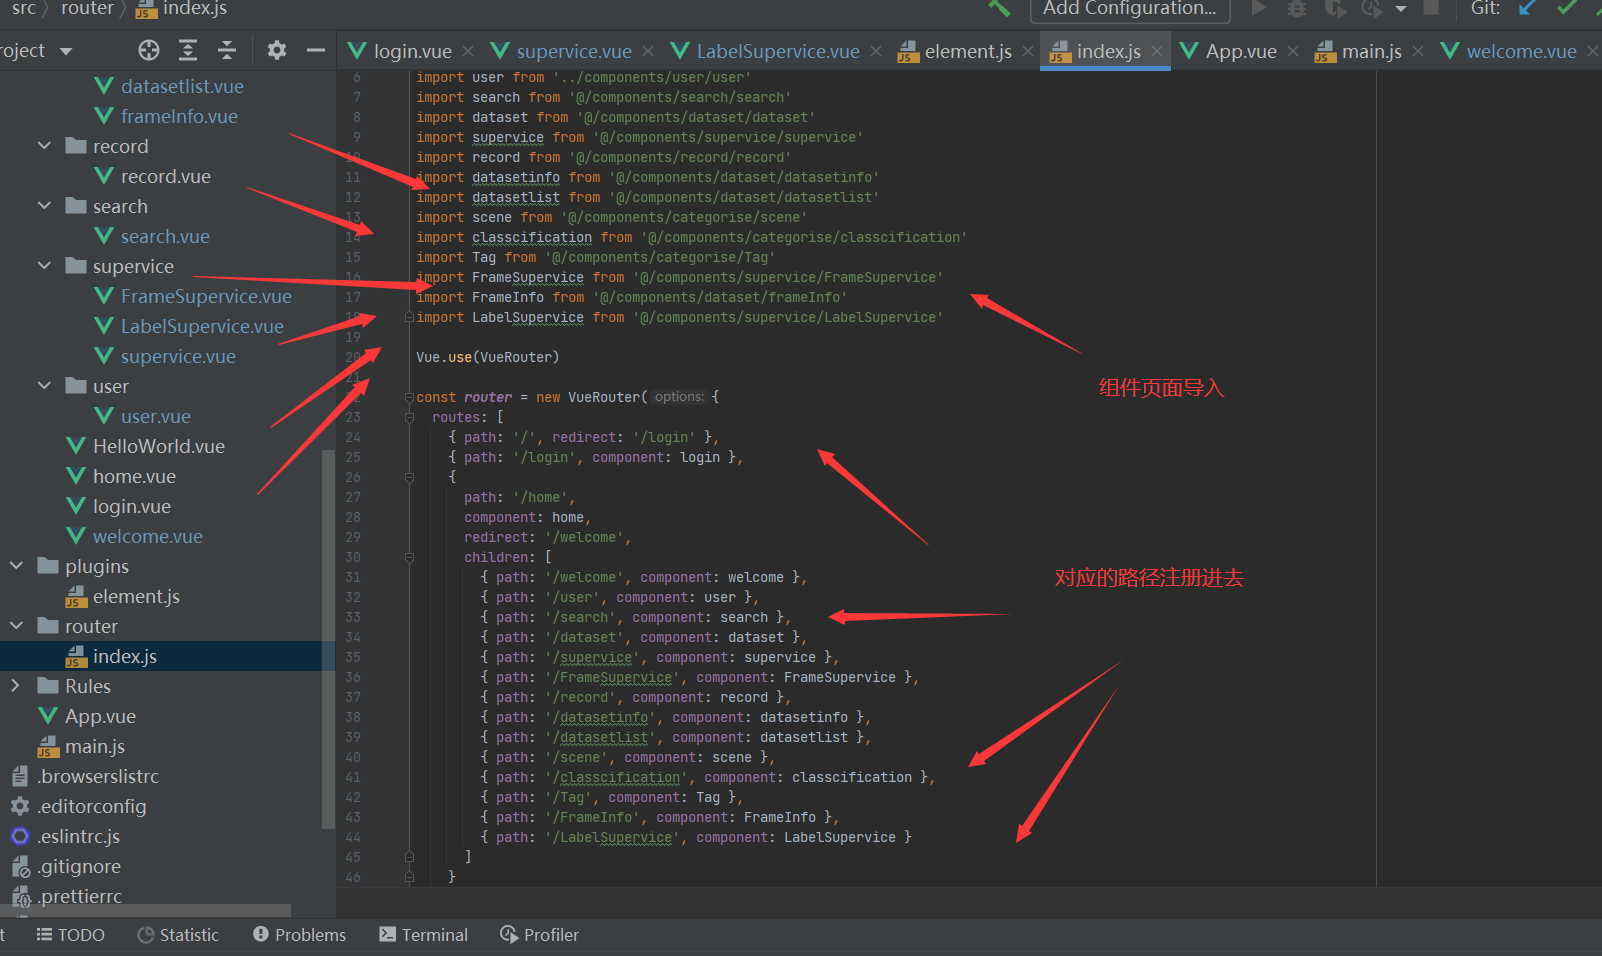 src › router › index.js
Add Configuration...
Git:
roject
login.vue
supervice.vue
LabelSupervice.vue
element.js
index.js
App.vue
main.js
welcome.vue
datasetlist.vue
frameInfo.vue
record
record.vue
search
search.vue
supervice
FrameSupervice.vue
LabelSupervice.vue
supervice.vue
user
user.vue
HelloWorld.vue
home.vue
login.vue
welcome.vue
plugins
element.js
router
index.js
Rules
App.vue
main.js
.browserslistrc
.editorconfig
.eslintrc.js
.gitignore
.prettierrc
6 import user from '../components/user/user'
7 import search from '@/components/search/search'
8 import dataset from '@/components/dataset/dataset'
9 import supervice from '@/components/supervice/supervice'
10 import record from '@/components/record/record'
11 import datasetinfo from '@/components/dataset/datasetinfo'
12 import datasetlist from '@/components/dataset/datasetlist'
13 import scene from '@/components/categorise/scene'
14 import classcification from '@/components/categorise/classcification'
15 import Tag from '@/components/categorise/Tag'
16 import FrameSupervice from '@/components/supervice/FrameSupervice'
17 import FrameInfo from '@/components/dataset/frameInfo'
18 import LabelSupervice from '@/components/supervice/LabelSupervice'
19
20 Vue.use(VueRouter)
21
22 const router = new VueRouter( options: {
23 routes: [
24 { path: '/', redirect: '/login' },
25 { path: '/login', component: login },
26 {
27 path: '/home',
28 component: home,
29 redirect: '/welcome',
30 children: [
31 { path: '/welcome', component: welcome },
32 { path: '/user', component: user },
33 { path: '/search', component: search },
34 { path: '/dataset', component: dataset },
35 { path: '/supervice', component: supervice },
36 { path: '/FrameSupervice', component: FrameSupervice },
37 { path: '/record', component: record },
38 { path: '/datasetinfo', component: datasetinfo },
39 { path: '/datasetlist', component: datasetlist },
40 { path: '/scene', component: scene },
41 { path: '/classcification', component: classcification },
42 { path: '/Tag', component: Tag },
43 { path: '/FrameInfo', component: FrameInfo },
44 { path: '/LabelSupervice', component: LabelSupervice }
45 ]
46 }
组件页面导入
对应的路径注册进去
t
TODO
Statistic
Problems
Terminal
Profiler